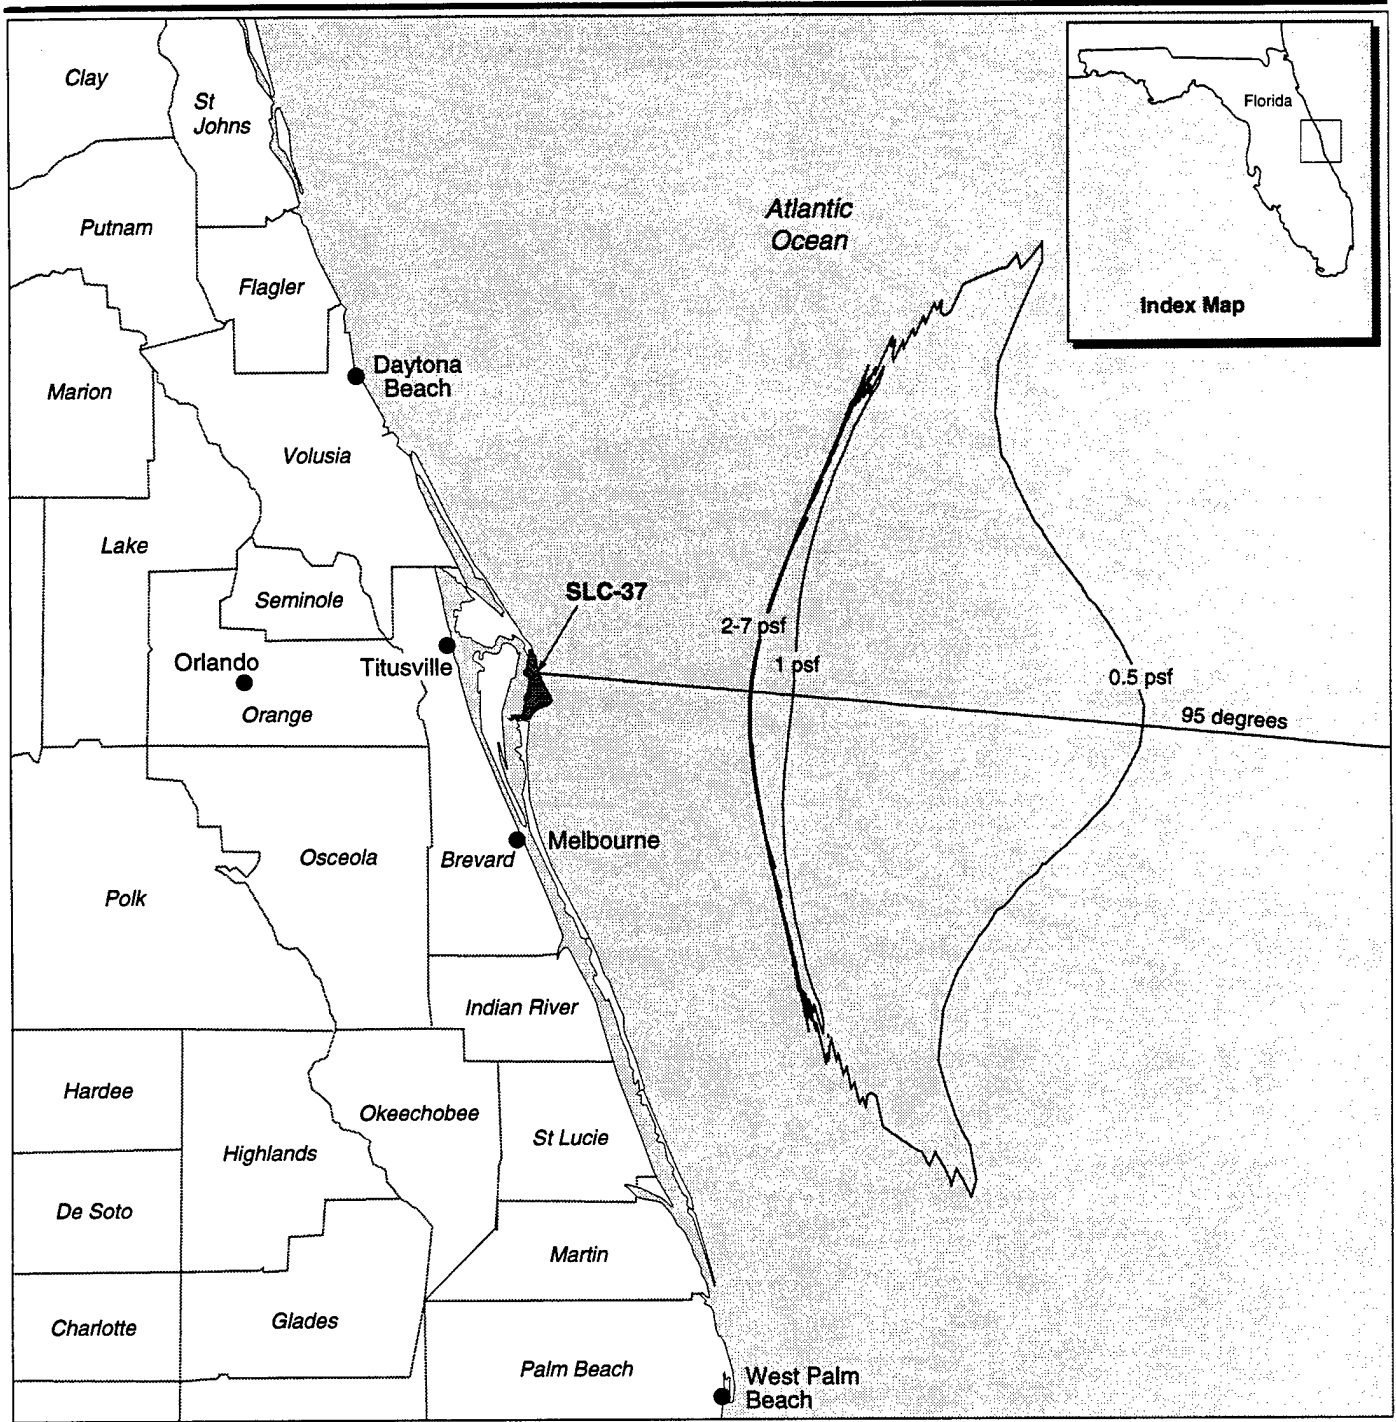 Clay
St
Johns
Florida
Putnam
Atlantic
Ocean
Flagler
Index Map
Daytona
Beach
Marion
Volusia
Lake
SLC-37
Seminole
2-7 psf
Orlando
Titusville
1 psf
0.5 psf
Orange
95 degrees
Melbourne
Osceola
Brevard
Polk
Indian River
Hardee
Okeechobee
St Lucie
Highlands
De Soto
Martin
Glades
Charlotte
Palm Beach
West Palm
Beach